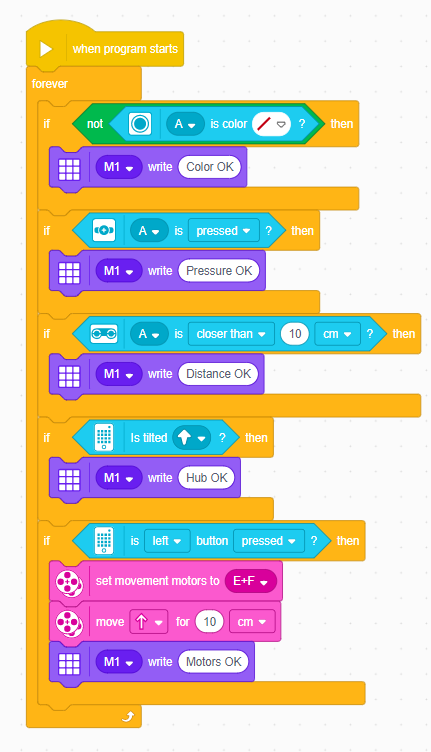 when program starts
forever
if not A is color ? then
M1 write Color OK
if A is pressed ? then
M1 write Pressure OK
if A is closer than 10 cm ? then
M1 write Distance OK
if Is tilted ? then
M1 write Hub OK
if is left button pressed ? then
set movement motors to E+F
move for 10 cm
M1 write Motors OK